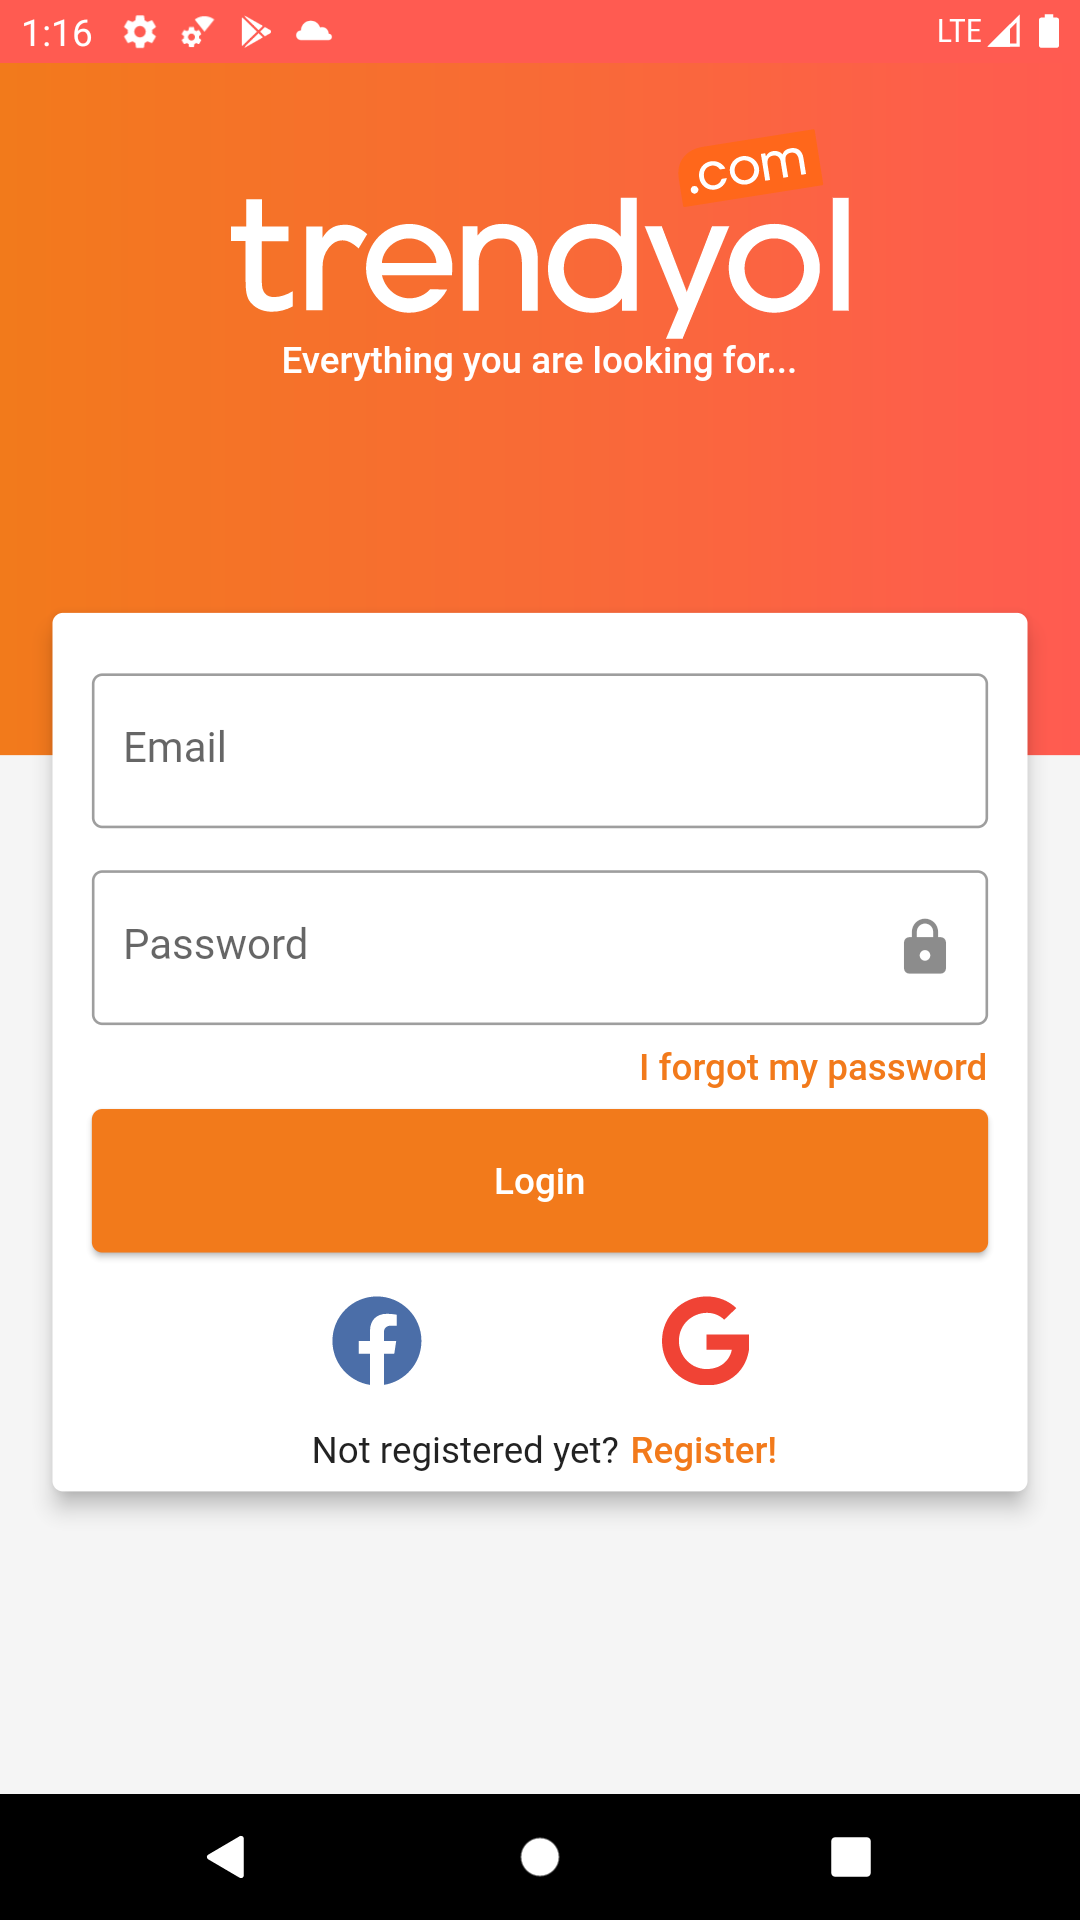 1:16 LTE
.com
trendyol
Everything you are looking for...
Email
Password
I forgot my password
Login
Not registered yet? Register!